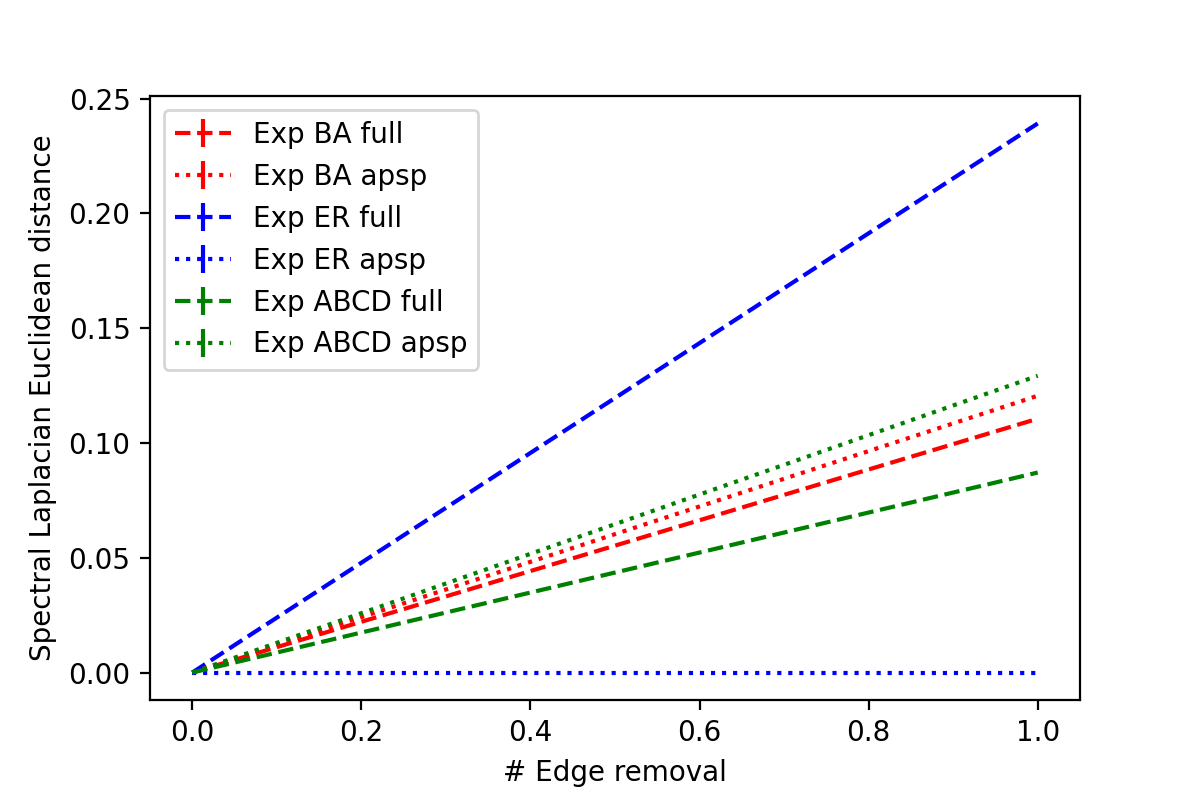 0.25
0.20
0.15
0.10
0.05
0.00
Spectral Laplacian Euclidean distance
Exp BA full
Exp BA apsp
Exp ER full
Exp ER apsp
Exp ABCD full
Exp ABCD apsp
0.0 0.2 0.4 0.6 0.8 1.0
# Edge removal